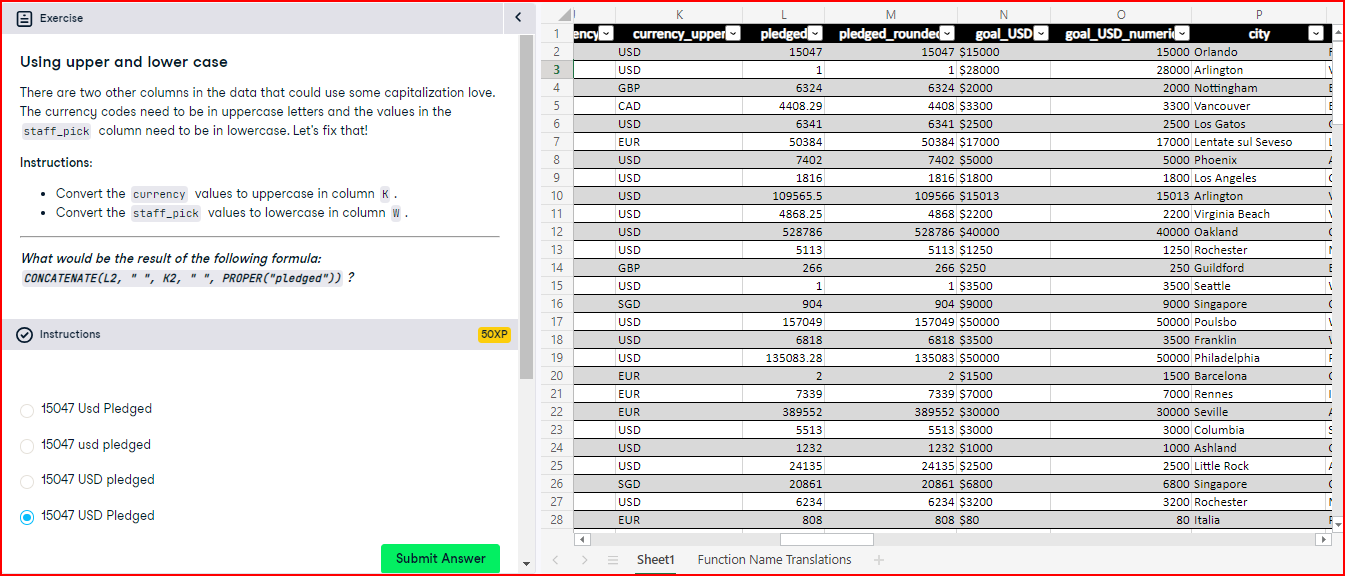 Exercise
Using upper and lower case
There are two other columns in the data that could use some capitalization love.
The currency codes need to be in uppercase letters and the values in the
staff_pick column need to be in lowercase. Let's fix that!
Instructions:
• Convert the currency values to uppercase in column K .
• Convert the staff_pick values to lowercase in column W .
What would be the result of the following formula:
CONCATENATE(L2, " ", K2, " ", PROPER("pledged")) ?
Instructions
50XP
15047 Usd Pledged
15047 usd pledged
15047 USD pledged
15047 USD Pledged
Submit Answer
K L M N O P
1 ency currency_upper pledged pledged_rounded goal_USD goal_USD_numeri city
2 USD 15047 15047 $15000 15000 Orlando
3 USD 1 1 $28000 28000 Arlington
4 GBP 6324 6324 $2000 2000 Nottingham
5 CAD 4408.29 4408 $3300 3300 Vancouver
6 USD 6341 6341 $2500 2500 Los Gatos
7 EUR 50384 50384 $17000 17000 Lentate sul Seveso
8 USD 7402 7402 $5000 5000 Phoenix
9 USD 1816 1816 $1800 1800 Los Angeles
10 USD 109565.5 109566 $15013 15013 Arlington
11 USD 4868.25 4868 $2200 2200 Virginia Beach
12 USD 528786 528786 $40000 40000 Oakland
13 USD 5113 5113 $1250 1250 Rochester
14 GBP 266 266 $250 250 Guildford
15 USD 1 1 $3500 3500 Seattle
16 SGD 904 904 $9000 9000 Singapore
17 USD 157049 157049 $50000 50000 Poulsbo
18 USD 6818 6818 $3500 3500 Franklin
19 USD 135083.28 135083 $50000 50000 Philadelphia
20 EUR 2 2 $1500 1500 Barcelona
21 EUR 7339 7339 $7000 7000 Rennes
22 EUR 389552 389552 $30000 30000 Seville
23 USD 5513 5513 $3000 3000 Columbia
24 USD 1232 1232 $1000 1000 Ashland
25 USD 24135 24135 $2500 2500 Little Rock
26 SGD 20861 20861 $6800 6800 Singapore
27 USD 6234 6234 $3200 3200 Rochester
28 EUR 808 808 $80 80 Italia
Sheet1 Function Name Translations